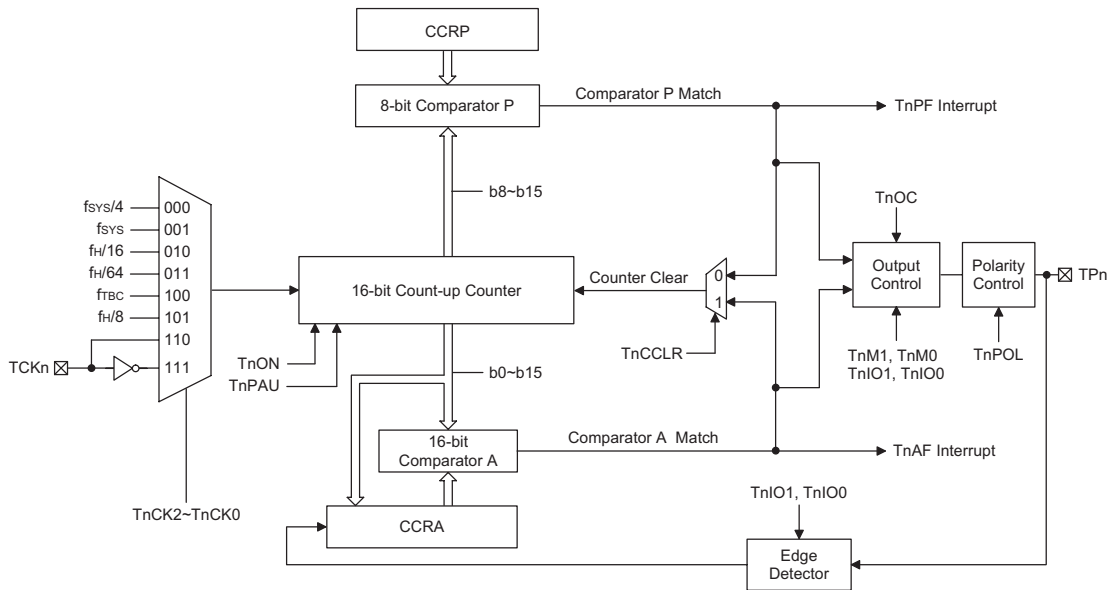 CCRP
8-bit Comparator P
Comparator P Match
TnPF Interrupt
b8~b15
fSYS/4
000
fSYS
001
fH/16
010
fH/64
011
fTBC
100
fH/8
101
110
TCKn
111
16-bit Count-up Counter
Counter Clear
0
1
TnOC
Output
Control
Polarity
Control
TPn
TnON
TnPAU
TnCCLR
TnM1, TnM0
TnIO1, TnIO0
TnPOL
b0~b15
16-bit
Comparator A
Comparator A Match
TnAF Interrupt
TnCK2~TnCK0
CCRA
TnIO1, TnIO0
Edge
Detector